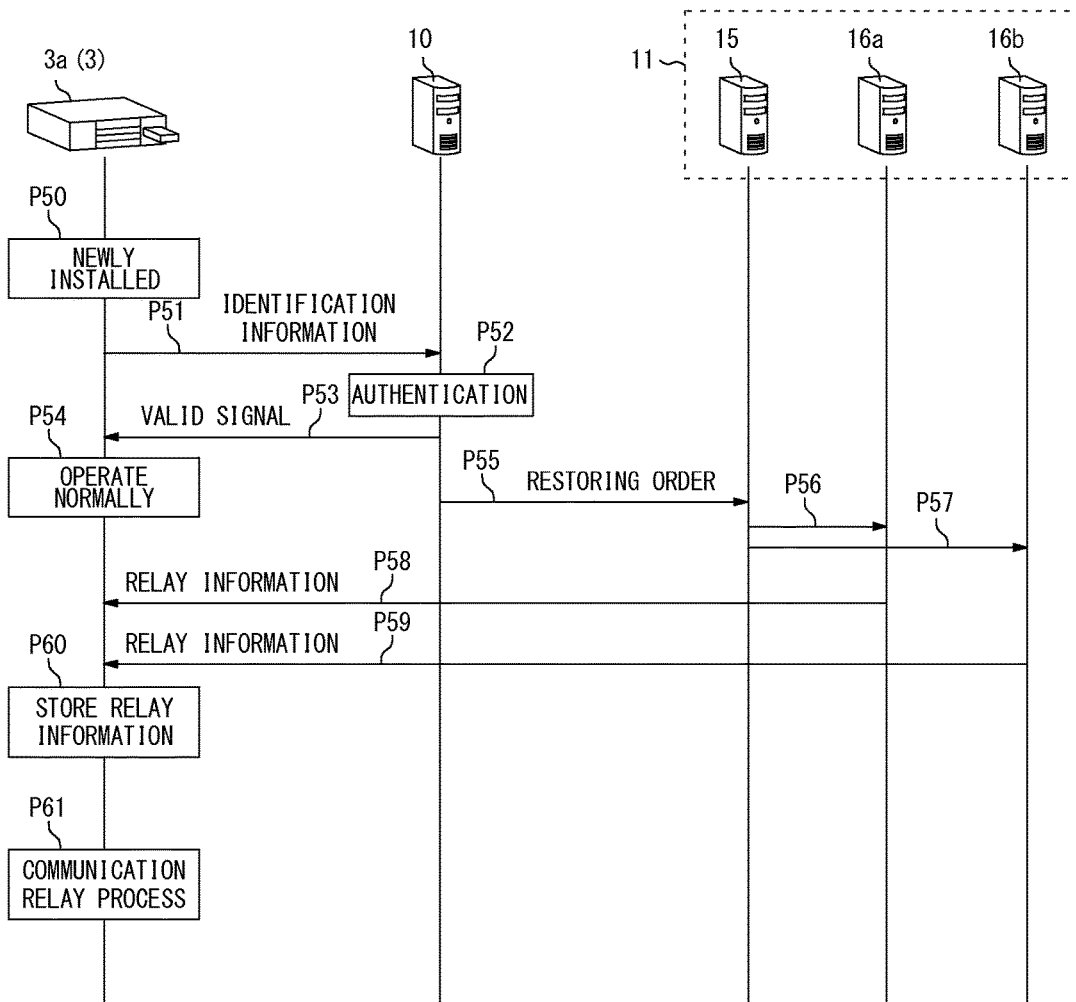 3a (3)
10
11
15
16a
16b
P50
NEWLY
INSTALLED
P51
IDENTIFICATION
INFORMATION
P52
AUTHENTICATION
P53
VALID SIGNAL
P54
OPERATE
NORMALLY
P55
RESTORING ORDER
P56
P57
RELAY INFORMATION
P58
RELAY INFORMATION
P59
P60
STORE RELAY
INFORMATION
P61
COMMUNICATION
RELAY PROCESS